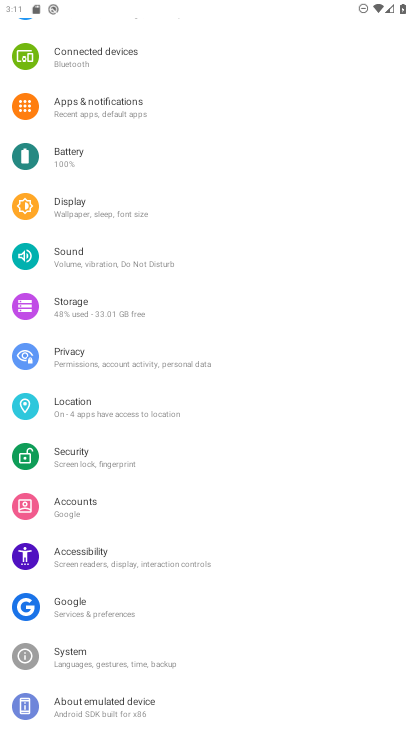 3:11
Connected devices
Bluetooth
Apps & notifications
Recent apps, default apps
Battery
100%
Display
Wallpaper, sleep, font size
Sound
Volume, vibration, Do Not Disturb
Storage
48% used - 33.01 GB free
Privacy
Permissions, account activity, personal data
Location
On - 4 apps have access to location
Security
Screen lock, fingerprint
Accounts
Google
Accessibility
Screen readers, display, interaction controls
Google
Services & preferences
System
Languages, gestures, time, backup
About emulated device
Android SDK built for x86